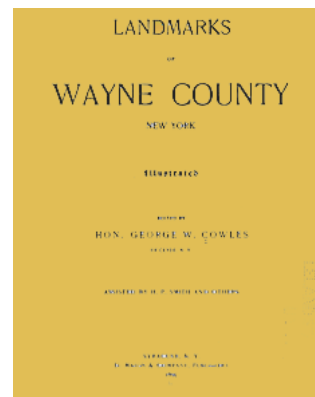 LANDMARKS
OF
WAYNE COUNTY
NEW YORK
Illustrated
EDITED BY
HON. GEORGE W. COWLES
ASSISTED BY H. P. SMITH AND OTHERS
SYRACUSE, N. Y.
D. MASON & COMPANY, PUBLISHERS